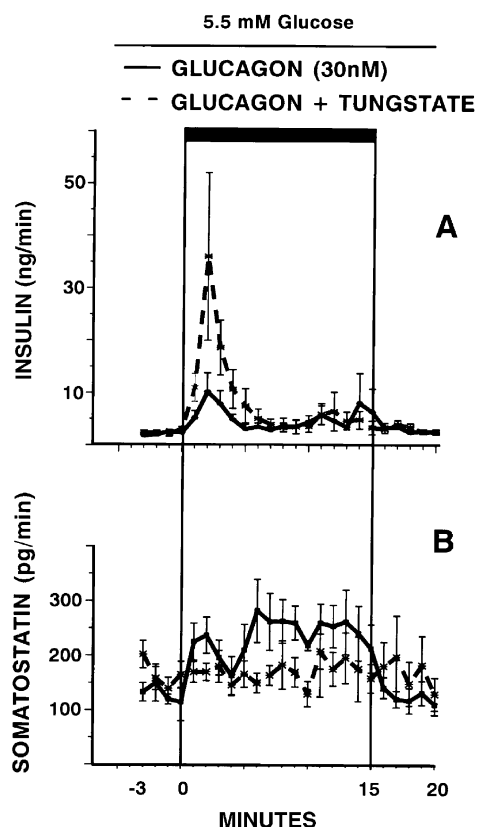 5.5 mM Glucose
GLUCAGON (30nM)
GLUCAGON + TUNGSTATE
A
INSULIN (ng/min)
50
30
10
B
SOMATOSTATIN (pg/min)
300
200
100
-3 0 15 20
MINUTES